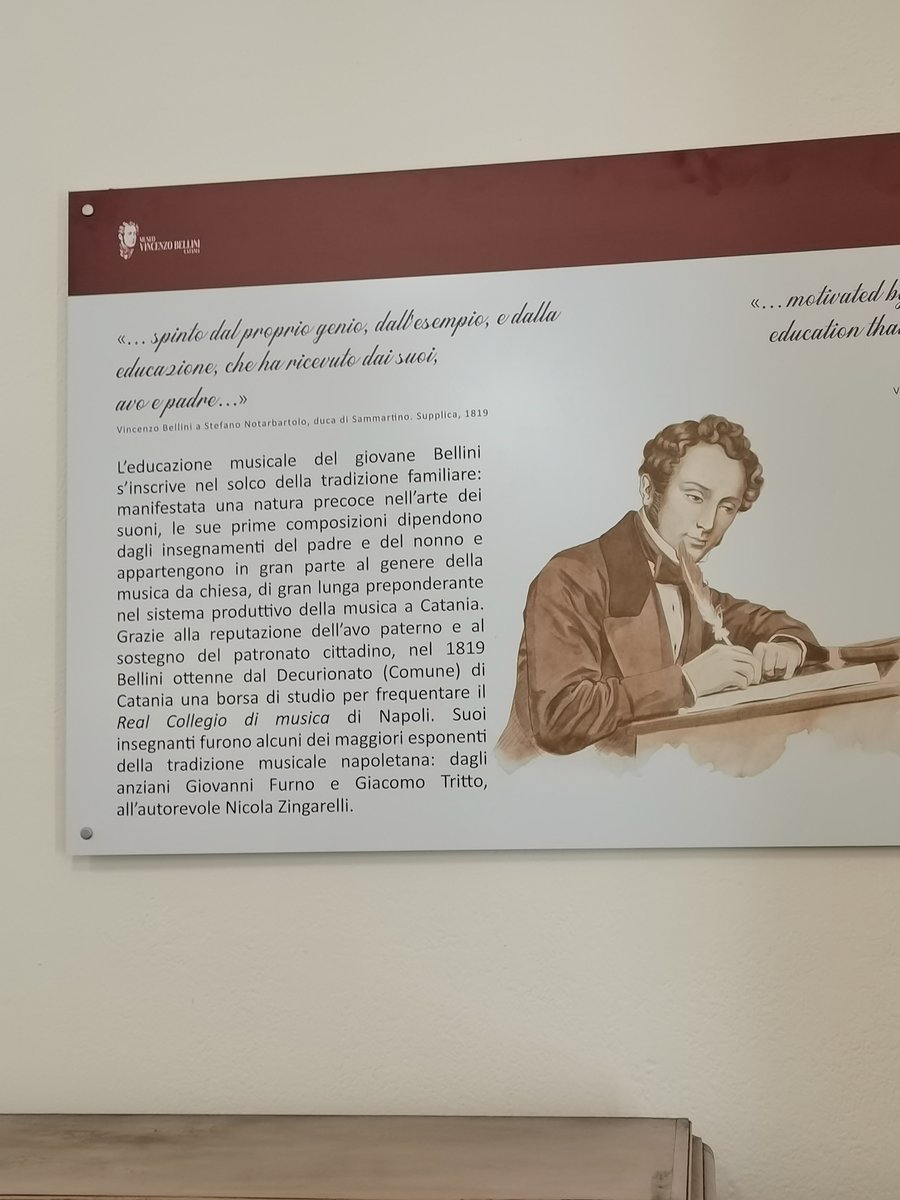 MUSEO
VINCENZO BELLINI
CATANIA
«... spinto dal proprio genio, dall'esempio, e dalla
educazione, che ha ricevuto dai suoi,
avo e padre...»
Vincenzo Bellini a Stefano Notarbartolo, duca di Sammartino. Supplica, 1819
L'educazione musicale del giovane Bellini
s'inscrive nel solco della tradizione familiare:
manifestata una natura precoce nell'arte dei
suoni, le sue prime composizioni dipendono
dagli insegnamenti del padre e del nonno e
appartengono in gran parte al genere della
musica da chiesa, di gran lunga preponderante
nel sistema produttivo della musica a Catania.
Grazie alla reputazione dell'avo paterno e al
sostegno del patronato cittadino, nel 1819
Bellini ottenne dal Decurionato (Comune) di
Catania una borsa di studio per frequentare il
Real Collegio di musica di Napoli. Suoi
insegnanti furono alcuni dei maggiori esponenti
della tradizione musicale napoletana: dagli
anziani Giovanni Furno e Giacomo Tritto,
all'autorevole Nicola Zingarelli.
«...motivated
education
V